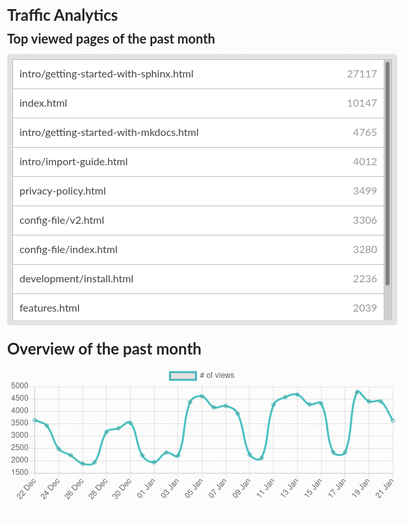 Traffic Analytics
Top viewed pages of the past month
intro/getting-started-with-sphinx.html 27117
index.html 10147
intro/getting-started-with-mkdocs.html 4765
intro/import-guide.html 4012
privacy-policy.html 3499
config-file/v2.html 3306
config-file/index.html 3280
development/install.html 2236
features.html 2039
Overview of the past month
# of views
5000
4500
4000
3500
3000
2500
2000
1500
22 Dec 24 Dec 26 Dec 28 Dec 30 Dec 01 Jan 03 Jan 05 Jan 07 Jan 09 Jan 11 Jan 13 Jan 15 Jan 17 Jan 19 Jan 21 Jan